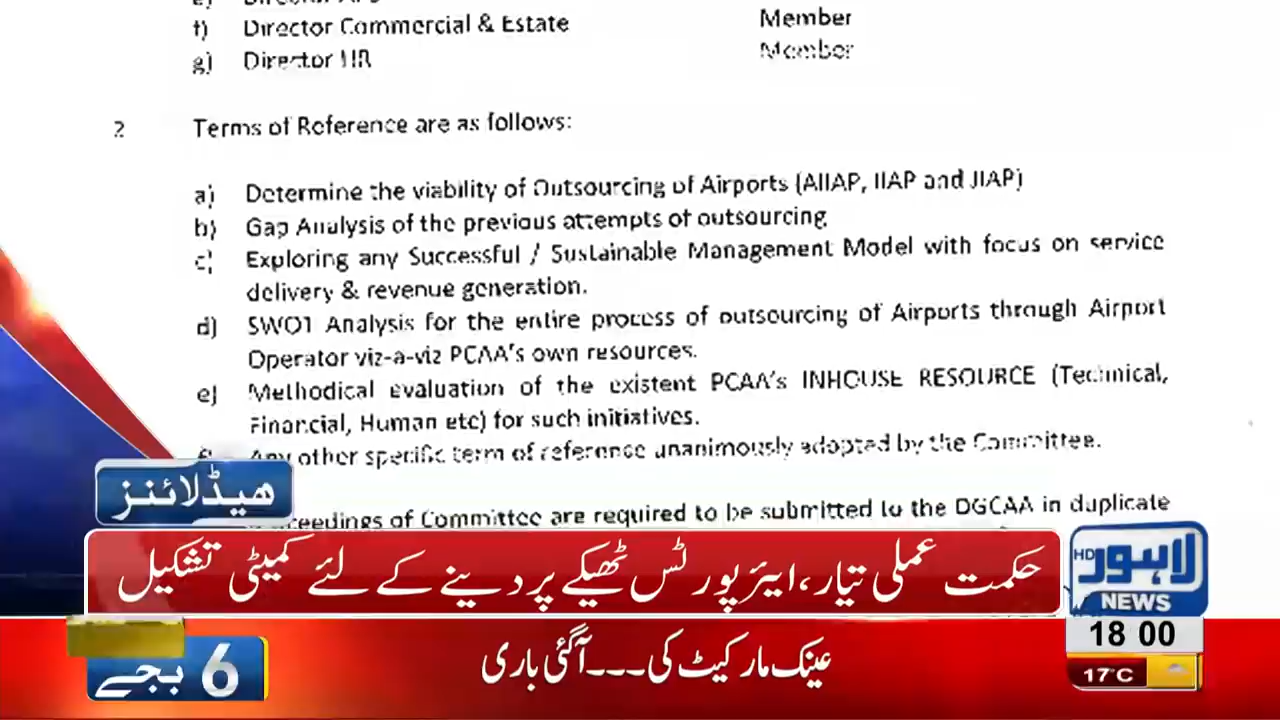 f) Director Commercial & Estate Member
g) Director HR Member
2 Terms of Reference are as follows:
a) Determine the viability of Outsourcing of Airports (AIIAP, IIAP and JIAP)
b) Gap Analysis of the previous attempts of outsourcing
c) Exploring any Successful / Sustainable Management Model with focus on service
delivery & revenue generation.
d) SWOT Analysis for the entire process of outsourcing of Airports through Airport
Operator viz-a-viz PCAA's own resources.
e) Methodical evaluation of the existent PCAA's INHOUSE RESOURCE (Technical,
Financial, Human etc) for such initiatives.
Any other specific term of reference unanimously adopted by the Committee.
of Committee are required to be submitted to the DGCAA in duplicate
ہیڈلائنز
حکمت عملی تیار، ایئرپورٹس ٹھیکے پر دینے کے لئے کمیٹی تشکیل
HD لاہور
NEWS
18 00
17°C
6 بجے
عینک مارکیٹ کی ۔۔۔ آگئی باری